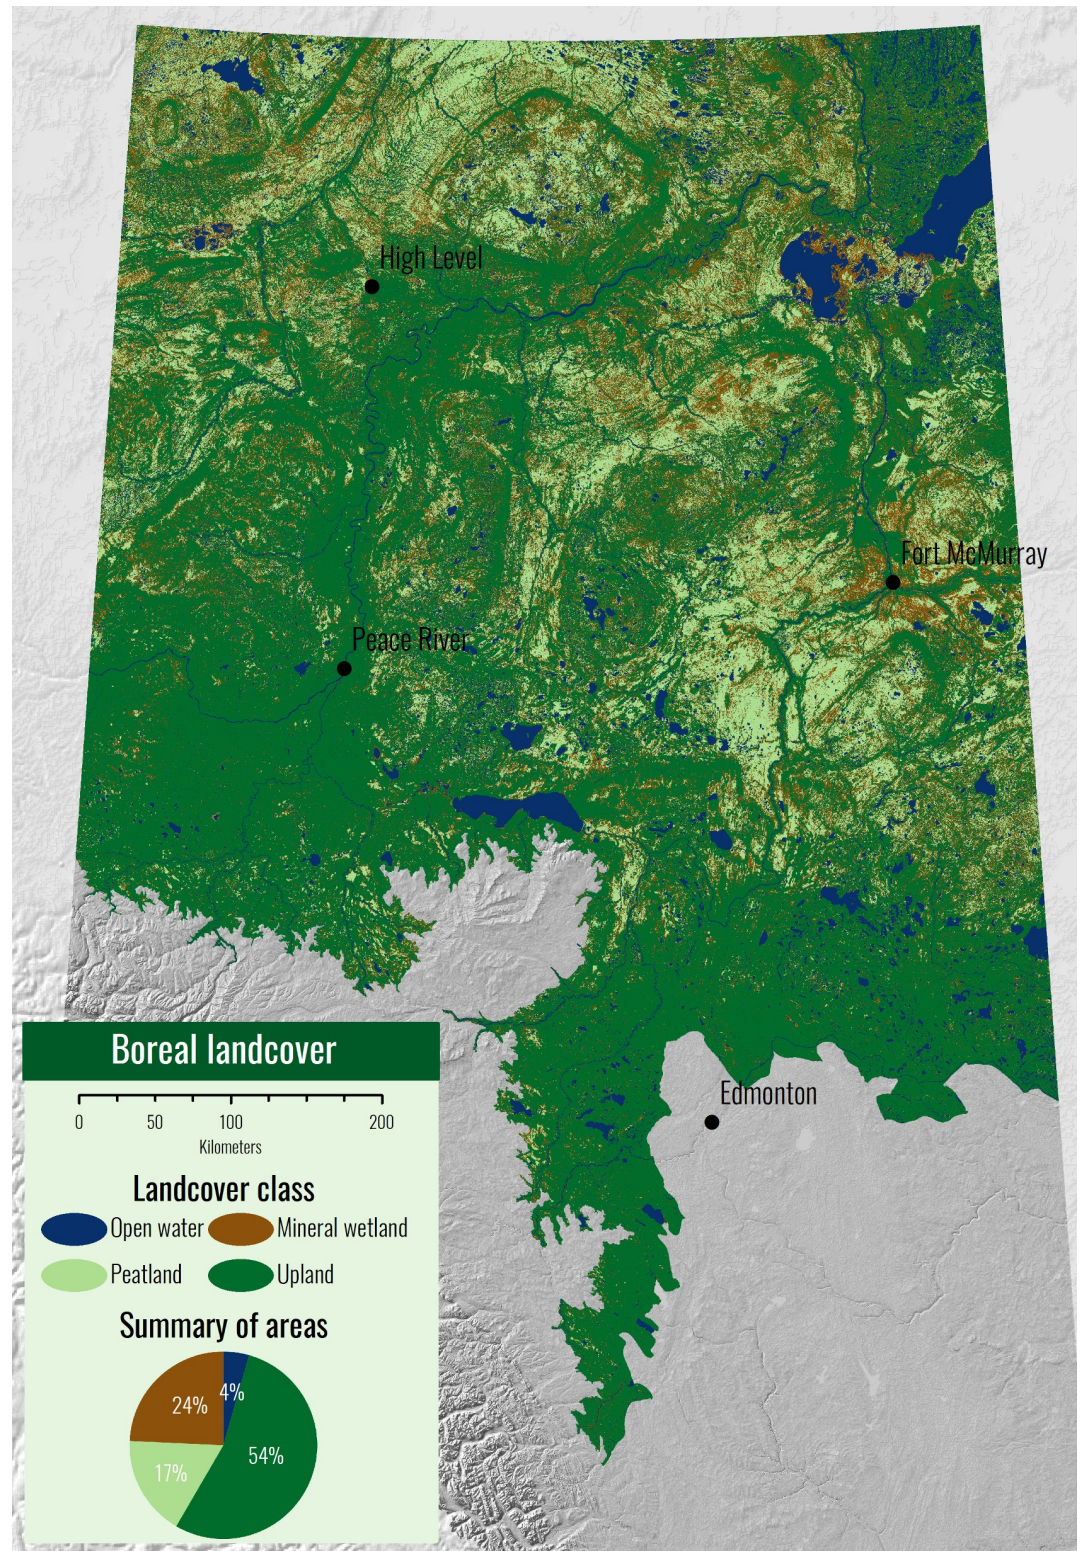 High Level
Fort McMurray
Peace River
Edmonton
Boreal landcover
0 50 100 200
Kilometers
Landcover class
Open water Mineral wetland
Peatland Upland
Summary of areas
4%
24%
54%
17%